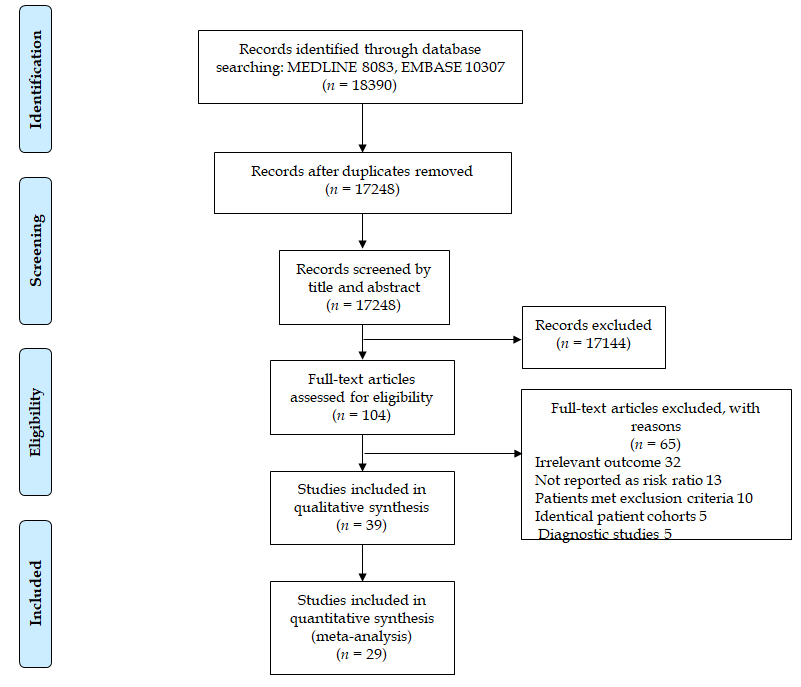 Identification
Records identified through database
searching: MEDLINE 8083, EMBASE 10307
(n = 18390)
Records after duplicates removed
(n = 17248)
Screening
Records screened by
title and abstract
(n = 17248)
Records excluded
(n = 17144)
Eligibility
Full-text articles
assessed for eligibility
(n = 104)
Full-text articles excluded, with
reasons
(n = 65)
Irrelevant outcome 32
Not reported as risk ratio 13
Patients met exclusion criteria 10
Identical patient cohorts 5
Diagnostic studies 5
Studies included in
qualitative synthesis
(n = 39)
Included
Studies included in
quantitative synthesis
(meta-analysis)
(n = 29)